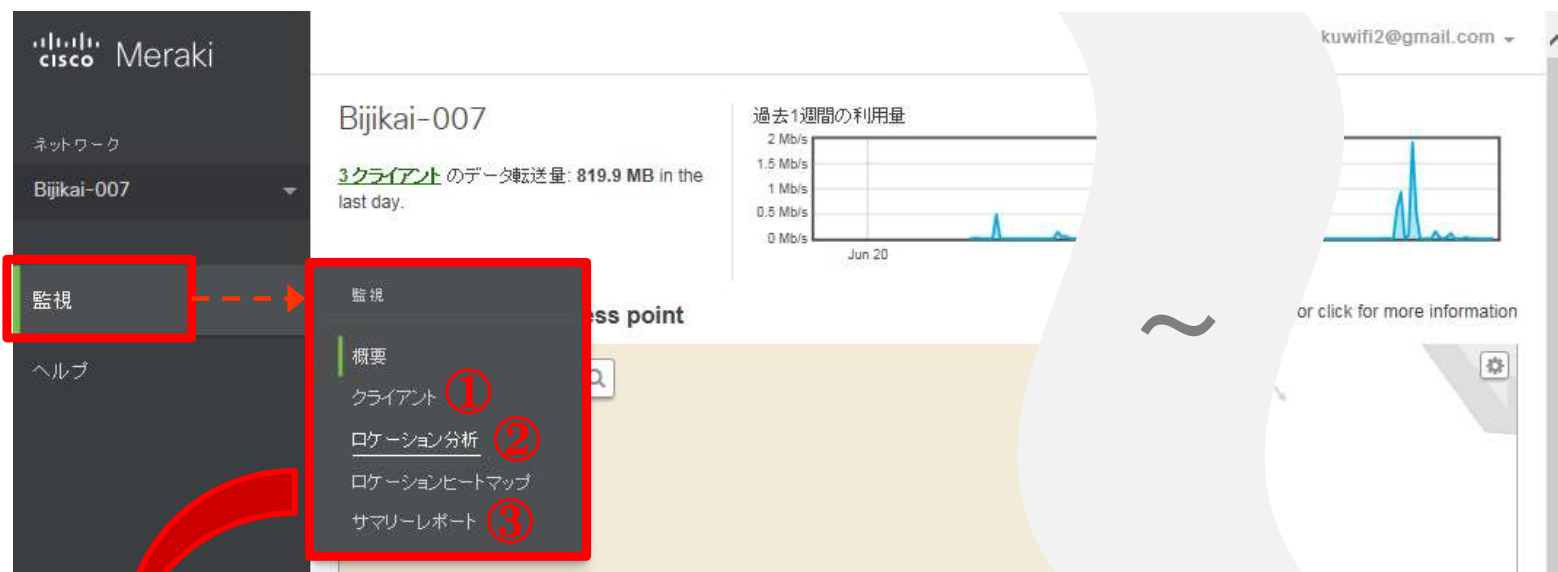 cisco Meraki
kuwifi2@gmail.com
ネットワーク
Bijikai-007
監視
ヘルプ
Bijikai-007
3クライアント のデータ転送量: 819.9 MB in the
last day.
過去1週間の利用量
2 Mb/s
1.5 Mb/s
1 Mb/s
0.5 Mb/s
0 Mb/s
Jun 20
ess point
or click for more information
監視
概要
クライアント ①
ロケーション分析 ②
ロケーションヒートマップ
サマリーレポート ③
~